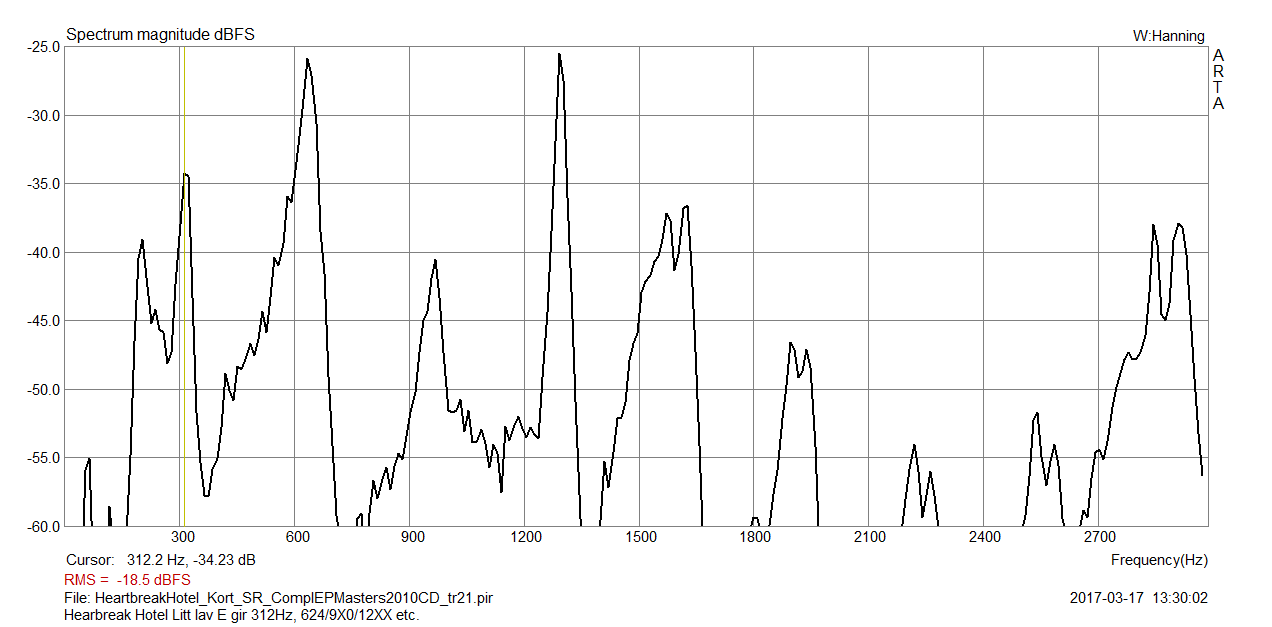 Spectrum magnitude dBFS
W:Hanning
-25.0
-30.0
-35.0
-40.0
-45.0
-50.0
-55.0
-60.0
A
R
T
A
300 600 900 1200 1500 1800 2100 2400 2700
Cursor: 312.2 Hz, -34.23 dB
Frequency(Hz)
RMS = -18.5 dBFS
File: HeartbreakHotel_Kort_SR_ComplEPMasters2010CD_tr21.pir
2017-03-17 13:30:02
Hearbreak Hotel Litt lav E gir 312Hz, 624/9X0/12XX etc.